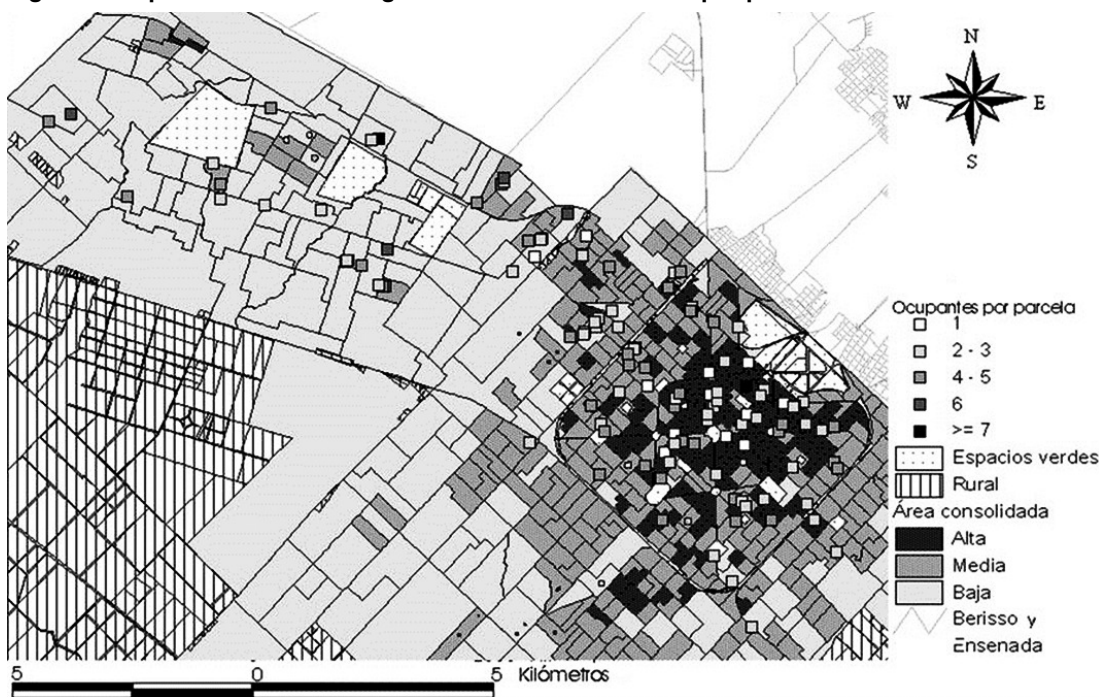 N
W E
S
Ocupantes por parcela
1
2 - 3
4 - 5
6
>= 7
Espacios verdes
Rural
Área consolidada
Alta
Media
Baja
Berisso y
Ensenada
5 0 5 Kilómetros